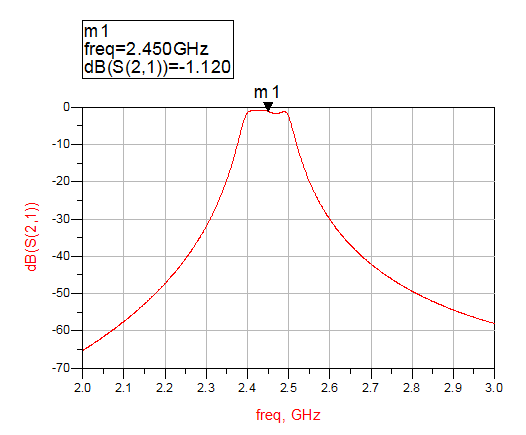 m1
freq=2.450GHz
dB(S(2,1))=-1.120
m1
0
-10
-20
-30
-40
-50
-60
-70
dB(S(2,1))
2.0 2.1 2.2 2.3 2.4 2.5 2.6 2.7 2.8 2.9 3.0
freq, GHz